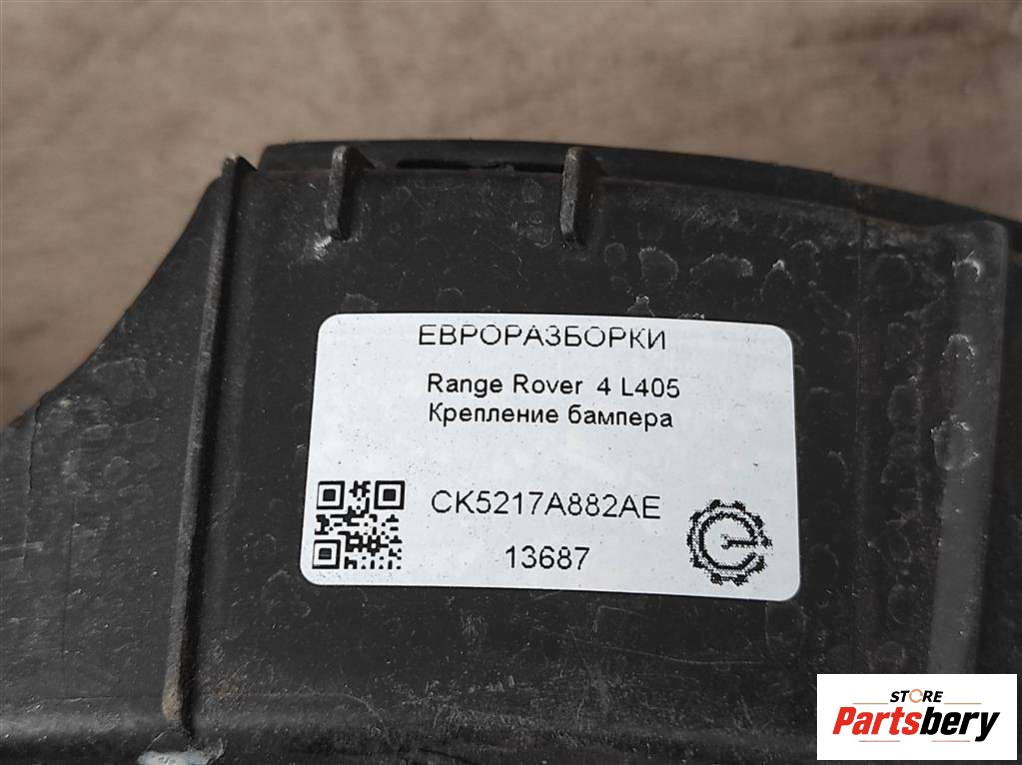 ЕВРОРАЗБОРКИ
Range Rover 4 L405
Крепление бампера
CK5217A882AE
13687
STORE
Partsbery